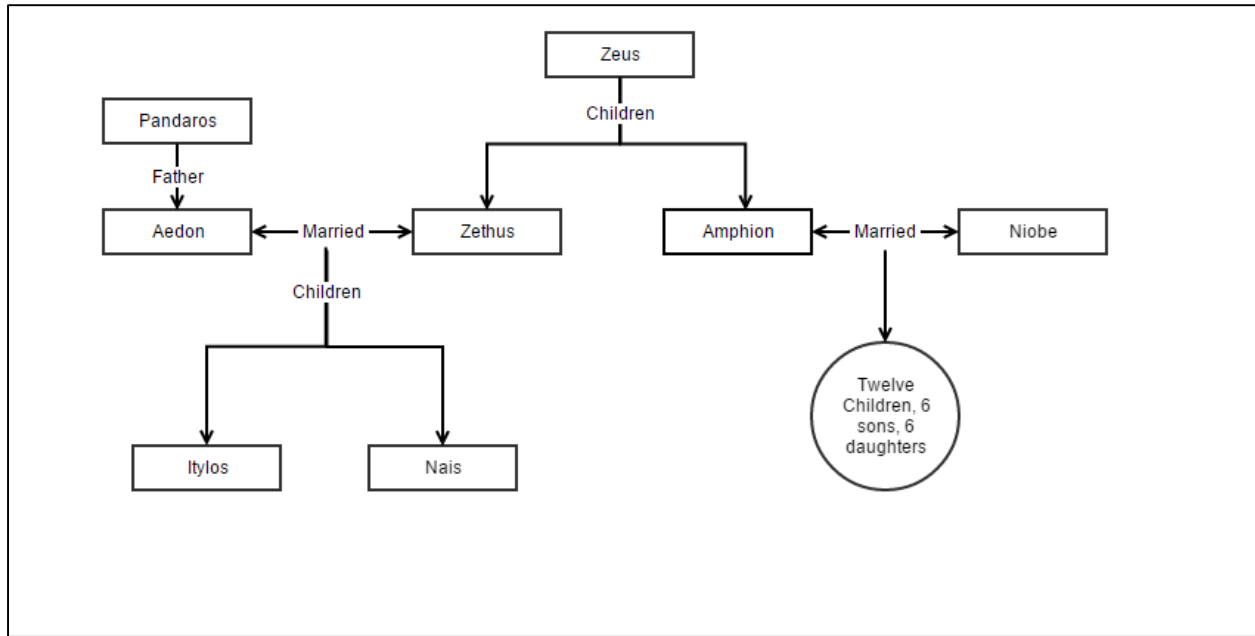 Zeus
Children
Pandaros
Father
Aedon
Married
Zethus
Amphion
Married
Niobe
Children
Twelve
Children, 6
sons, 6
daughters
Itylos
Nais